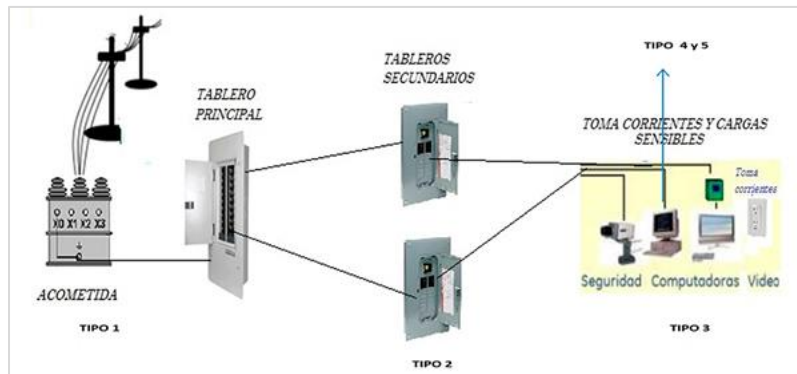 TIPO 4 y 5
TABLEROS
SECUNDARIOS
TABLERO
PRINCIPAL
TOMA CORRIENTES Y CARGAS
SENSIBLES
Toma
corrientes
X0 X1 X2 X3
Seguridad Computadoras Video
ACOMETIDA
TIPO 1
TIPO 2
TIPO 3